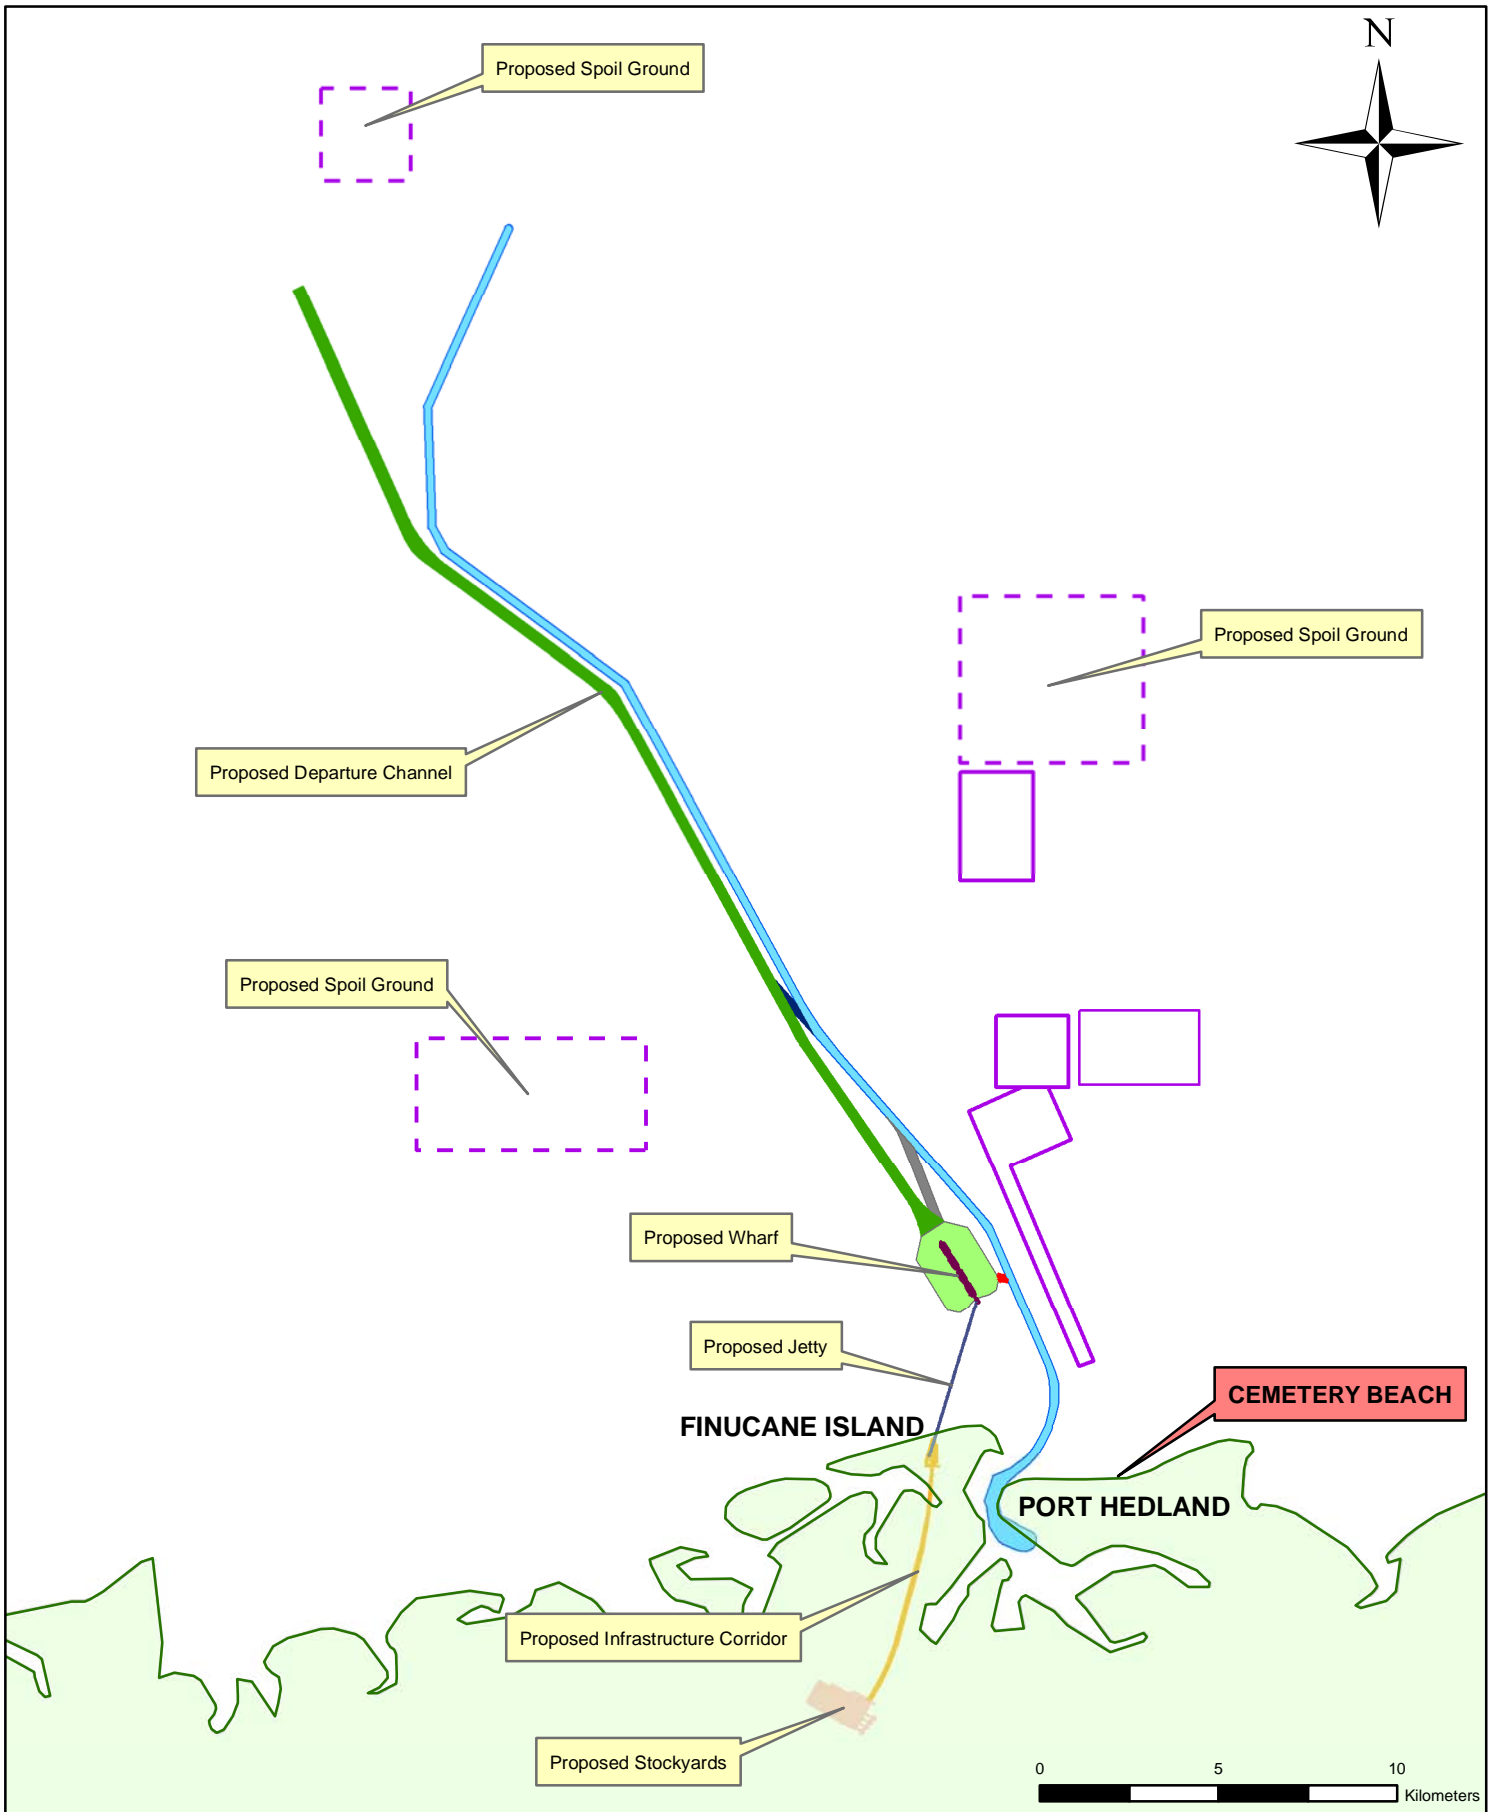 N
Proposed Spoil Ground
Proposed Spoil Ground
Proposed Departure Channel
Proposed Spoil Ground
Proposed Wharf
Proposed Jetty
CEMETERY BEACH
FINUCANE ISLAND
PORT HEDLAND
Proposed Infrastructure Corridor
Proposed Stockyards
0 5 10
Kilometers